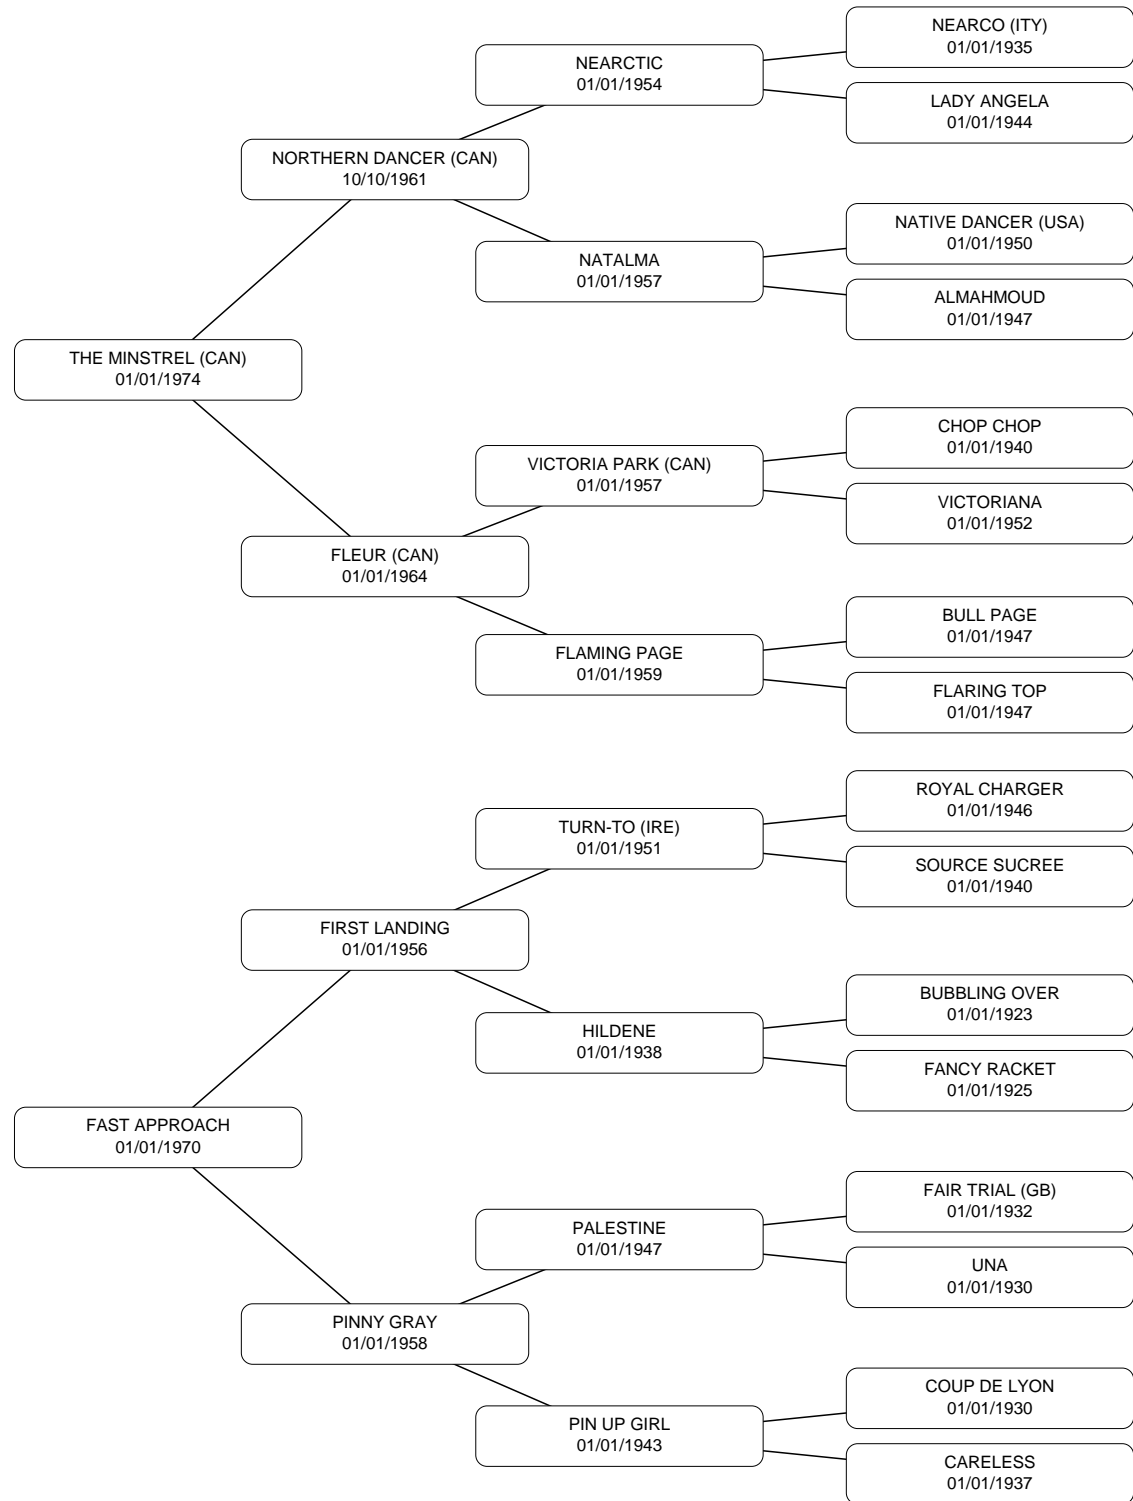 NEARCO (ITY)
01/01/1935
NEARCTIC
01/01/1954
LADY ANGELA
01/01/1944
NORTHERN DANCER (CAN)
10/10/1961
NATIVE DANCER (USA)
01/01/1950
NATALMA
01/01/1957
ALMAHMOUD
01/01/1947
THE MINSTREL (CAN)
01/01/1974
CHOP CHOP
01/01/1940
VICTORIA PARK (CAN)
01/01/1957
VICTORIANA
01/01/1952
FLEUR (CAN)
01/01/1964
BULL PAGE
01/01/1947
FLAMING PAGE
01/01/1959
FLARING TOP
01/01/1947
ROYAL CHARGER
01/01/1946
TURN-TO (IRE)
01/01/1951
SOURCE SUCREE
01/01/1940
FIRST LANDING
01/01/1956
BUBBLING OVER
01/01/1923
HILDENE
01/01/1938
FANCY RACKET
01/01/1925
FAST APPROACH
01/01/1970
FAIR TRIAL (GB)
01/01/1932
PALESTINE
01/01/1947
UNA
01/01/1930
PINNY GRAY
01/01/1958
COUP DE LYON
01/01/1930
PIN UP GIRL
01/01/1943
CARELESS
01/01/1937